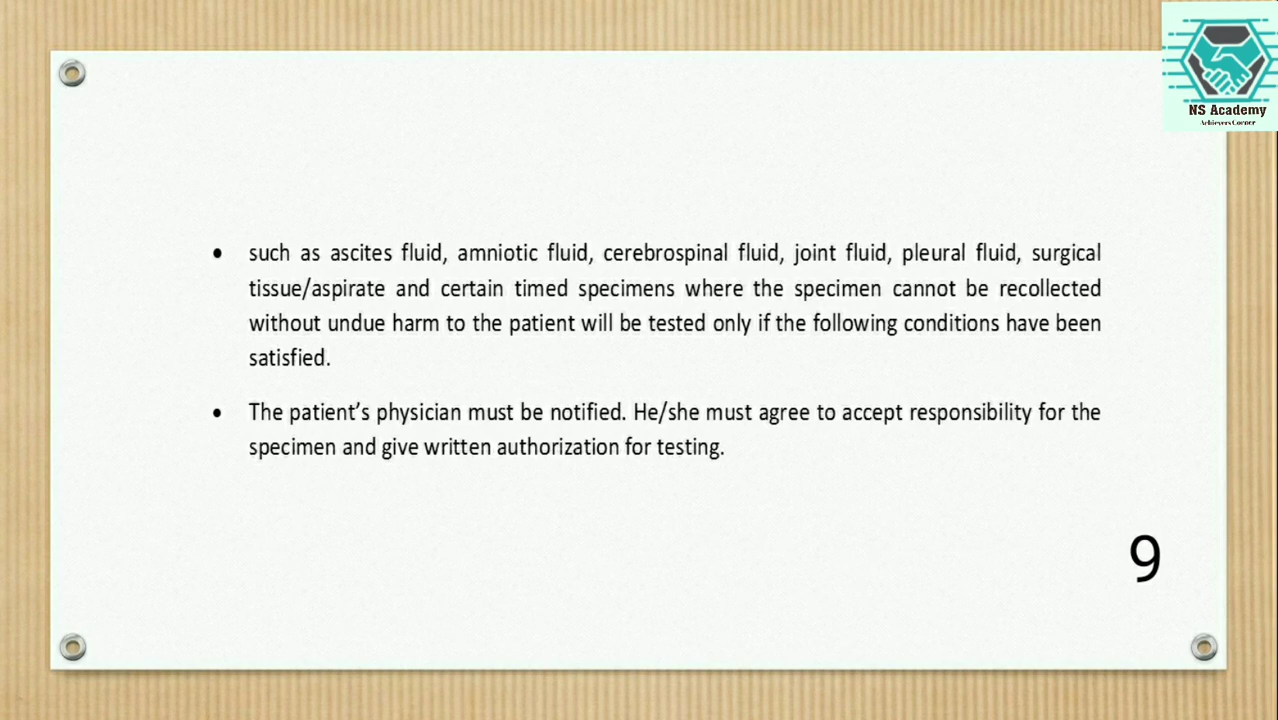 NS Academy
Achievers Corner
• such as ascites fluid, amniotic fluid, cerebrospinal fluid, joint fluid, pleural fluid, surgical
tissue/aspirate and certain timed specimens where the specimen cannot be recollected
without undue harm to the patient will be tested only if the following conditions have been
satisfied.
• The patient’s physician must be notified. He/she must agree to accept responsibility for the
specimen and give written authorization for testing.
9